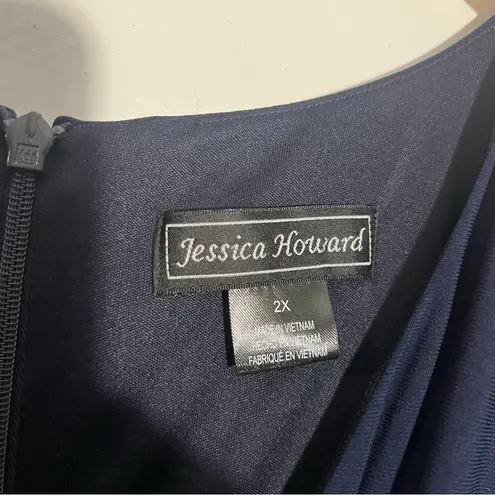 Jessica Howard
2X
MADE IN VIETNAM
HECHO EN VIETNAM
FABRIQUÉ EN VIETNAM